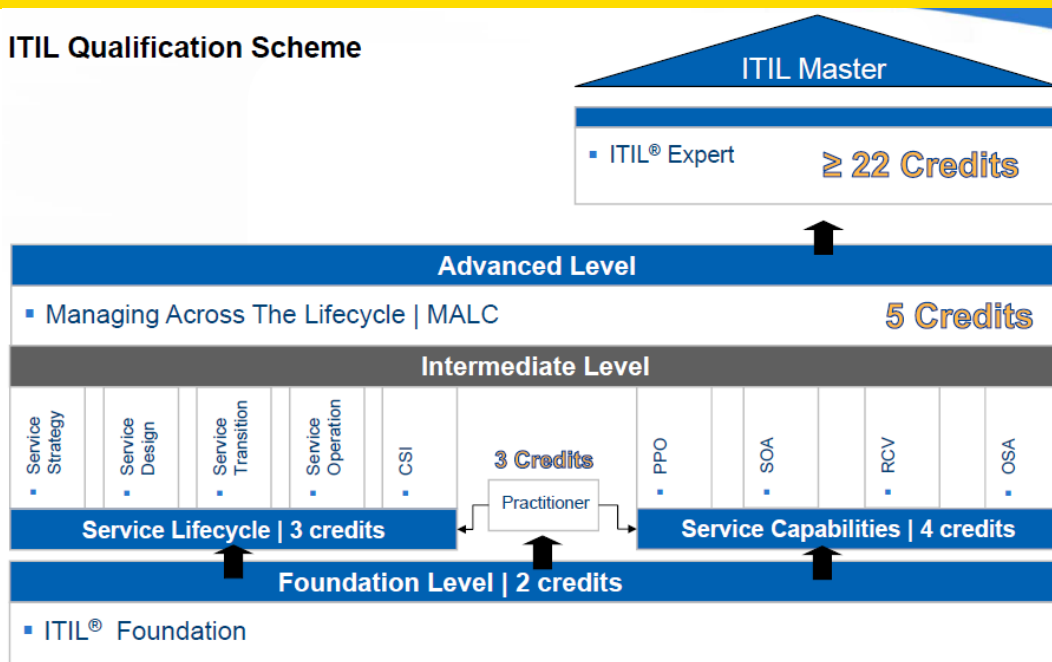 ITIL Qualification Scheme
ITIL Master
▪ ITIL® Expert
≥ 22 Credits
Advanced Level
▪ Managing Across The Lifecycle | MALC
5 Credits
Intermediate Level
▪ Service
Strategy
▪ Service
Design
▪ Service
Transition
▪ Service
Operation
▪ CSI
3 Credits
Practitioner
▪ PPO
▪ SOA
▪ RCV
▪ OSA
Service Lifecycle | 3 credits
Service Capabilities | 4 credits
Foundation Level | 2 credits
▪ ITIL® Foundation